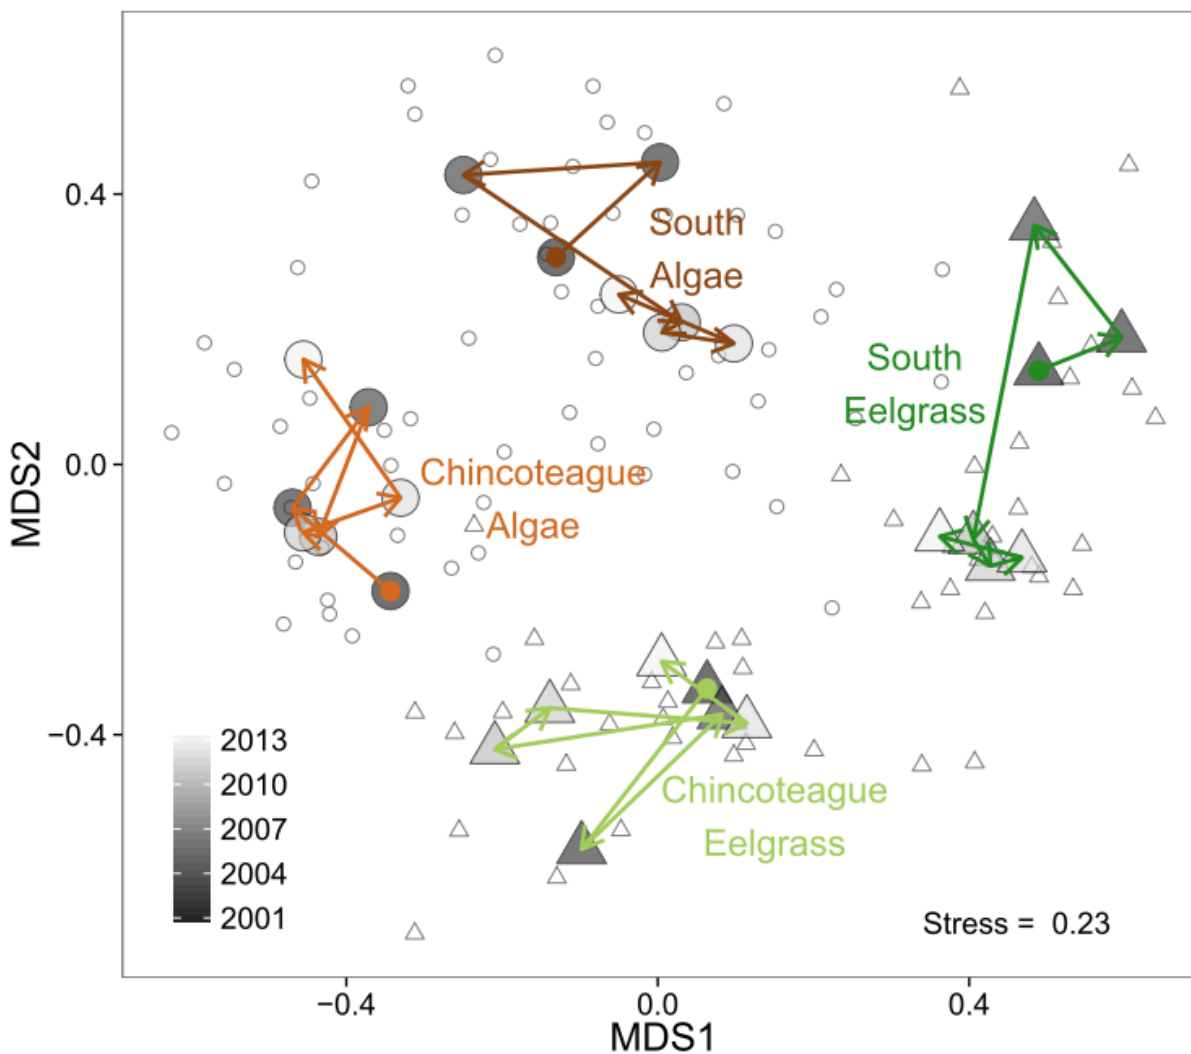 MDS2
0.4
0.0
−0.4
South
Algae
South
Eelgrass
Chincoteague
Algae
Chincoteague
Eelgrass
2013
2010
2007
2004
2001
Stress = 0.23
−0.4
0.0
0.4
MDS1